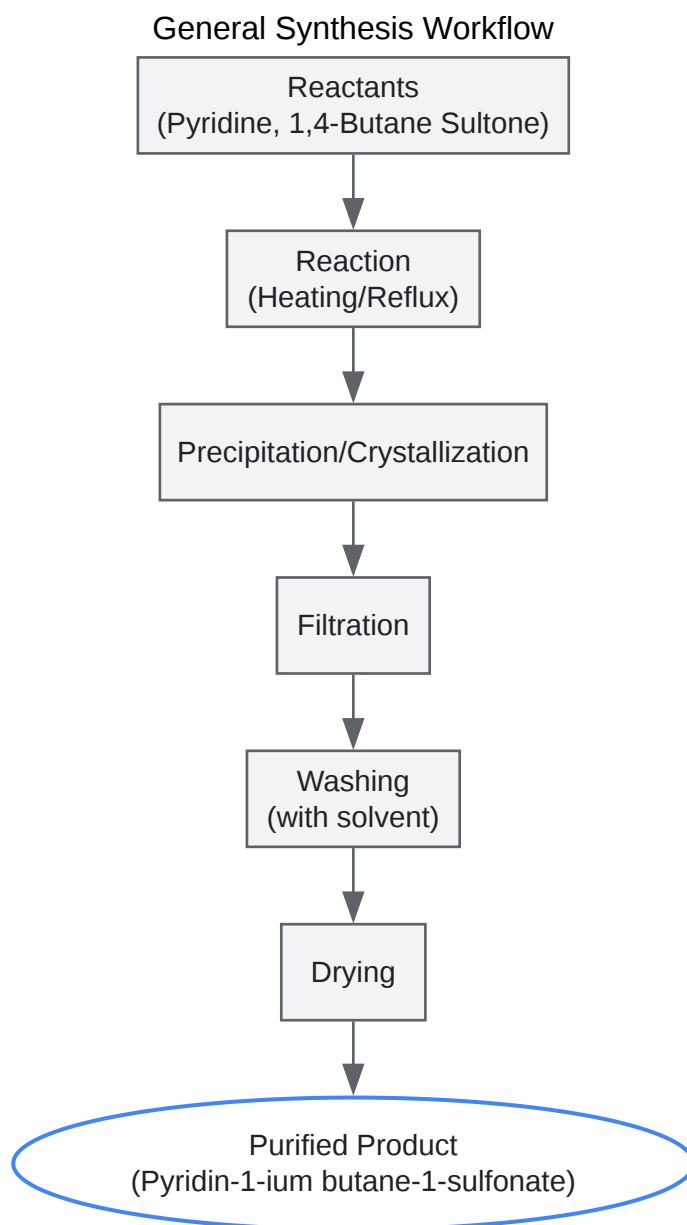 General Synthesis Workflow
Reactants
(Pyridine, 1,4-Butane Sultone)
Reaction
(Heating/Reflux)
Precipitation/Crystallization
Filtration
Washing
(with solvent)
Drying
Purified Product
(Pyridin-1-ium butane-1-sulfonate)